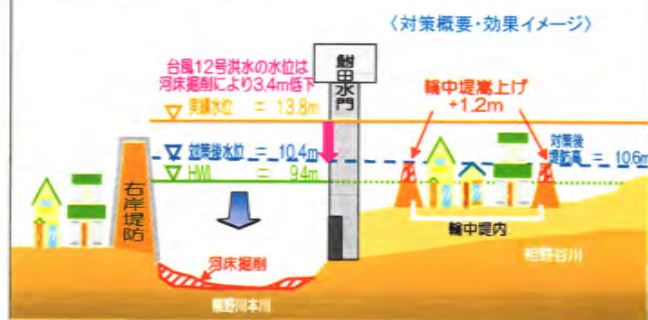 〈対策概要・効果イメージ〉
台風12号洪水の水位は
河床掘削により3.4m低下
鮒田水門
輪中堤嵩上げ
+1.2m
実績水位 = 13.8m
対策後水位 = 10.4m
HWL = 9.4m
対策後
堤防高 = 10.6m
右岸堤防
輪中堤内
相野谷川
河床掘削
熊野川本川